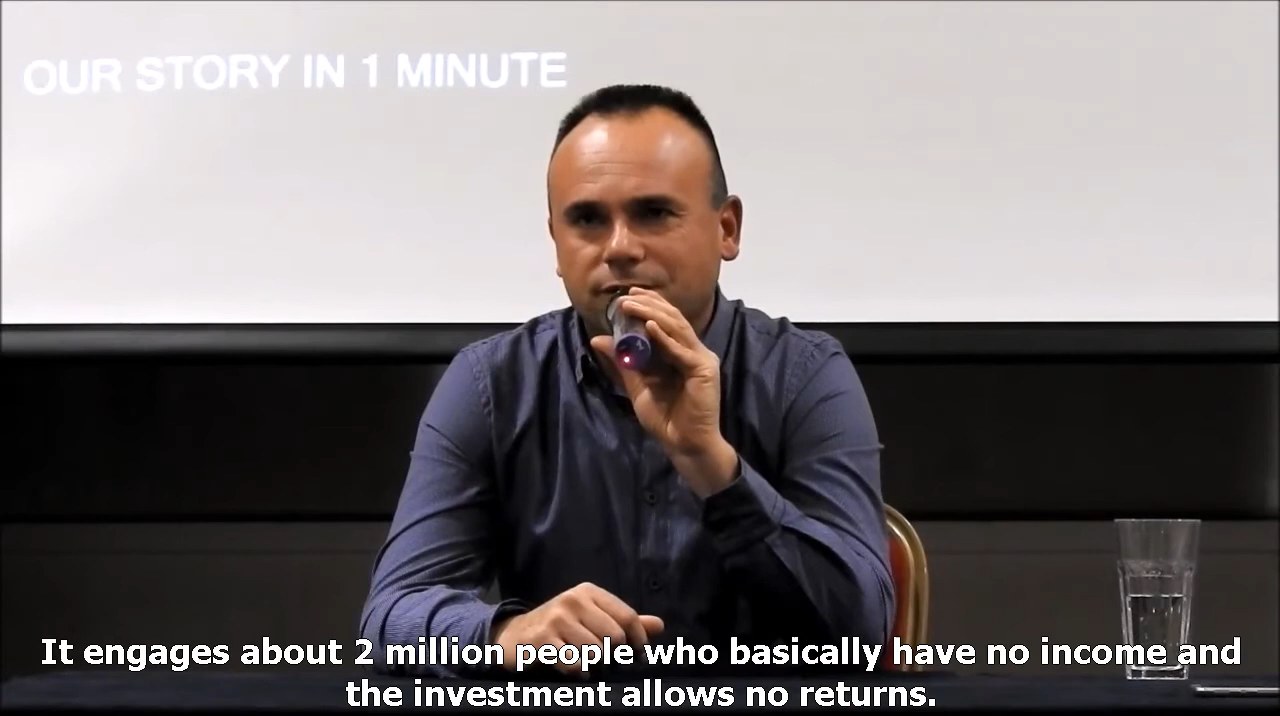 OUR STORY IN 1 MINUTE
It engages about 2 million people who basically have no income and
the investment allows no returns.